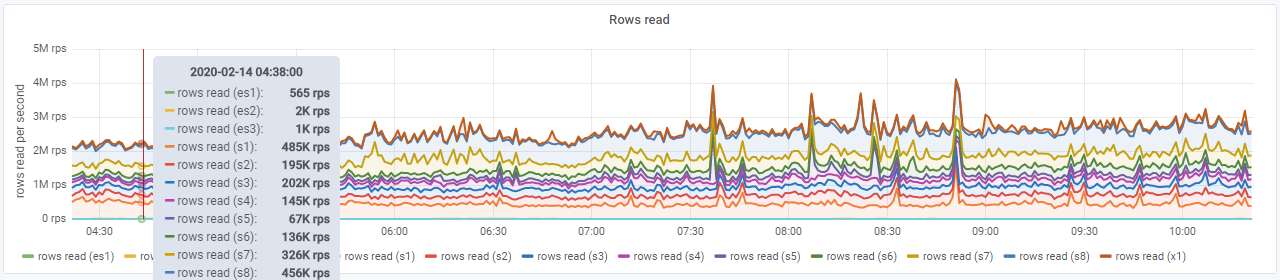 Rows read
rows read per second
5M rps
4M rps
3M rps
2M rps
1M rps
0 rps
2020-02-14 04:38:00
rows read (es1): 565 rps
rows read (es2): 2K rps
rows read (es3): 1K rps
rows read (s1): 485K rps
rows read (s2): 195K rps
rows read (s3): 202K rps
rows read (s4): 145K rps
rows read (s5): 67K rps
rows read (s6): 136K rps
rows read (s7): 326K rps
rows read (s8): 456K rps
04:30 06:00 06:30 07:00 07:30 08:00 08:30 09:00 09:30 10:00
rows read (es1) rows read (s1) rows read (s2) rows read (s3) rows read (s4) rows read (s5) rows read (s6) rows read (s7) rows read (s8) rows read (x1)